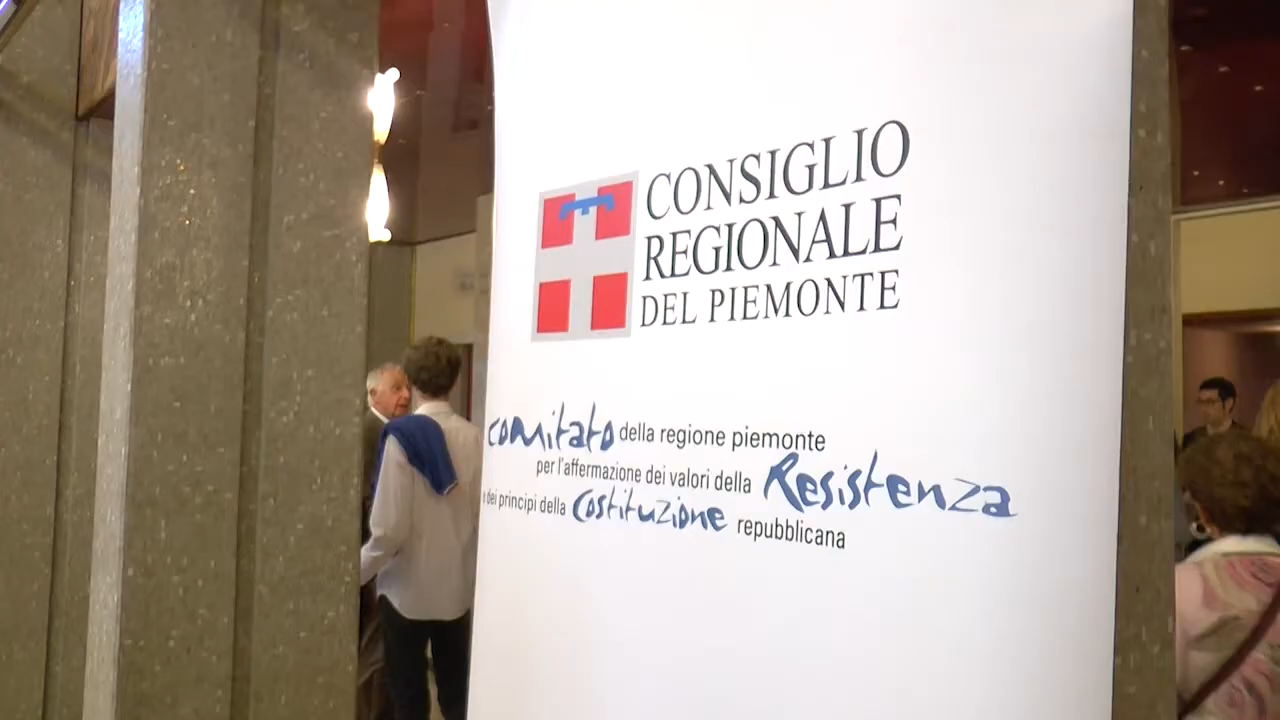 CONSIGLIO
REGIONALE
DEL PIEMONTE
comitato della regione piemonte
per l'affermazione dei valori della Resistenza
e dei principi della Costituzione repubblicana